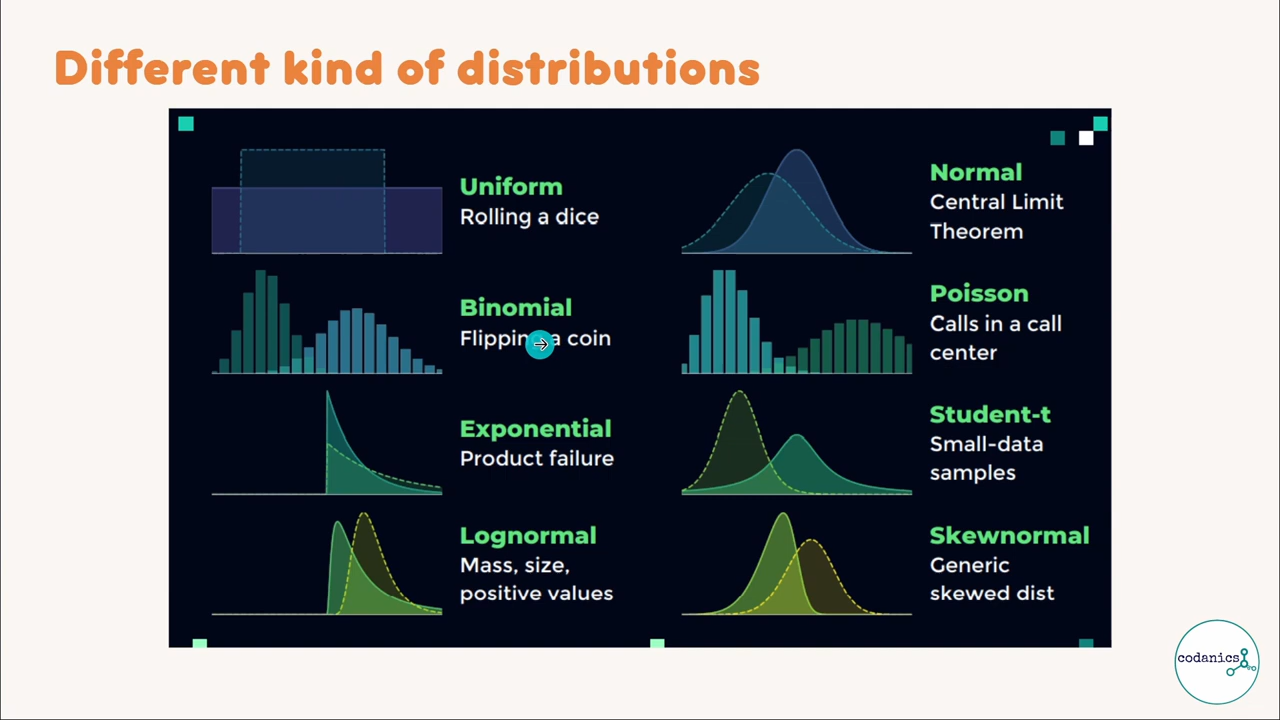 Different kind of distributions
Uniform
Rolling a dice
Normal
Central Limit
Theorem
Binomial
Flipping a coin
Poisson
Calls in a call
center
Exponential
Product failure
Student-t
Small-data
samples
Lognormal
Mass, size,
positive values
Skewnormal
Generic
skewed dist
codanics